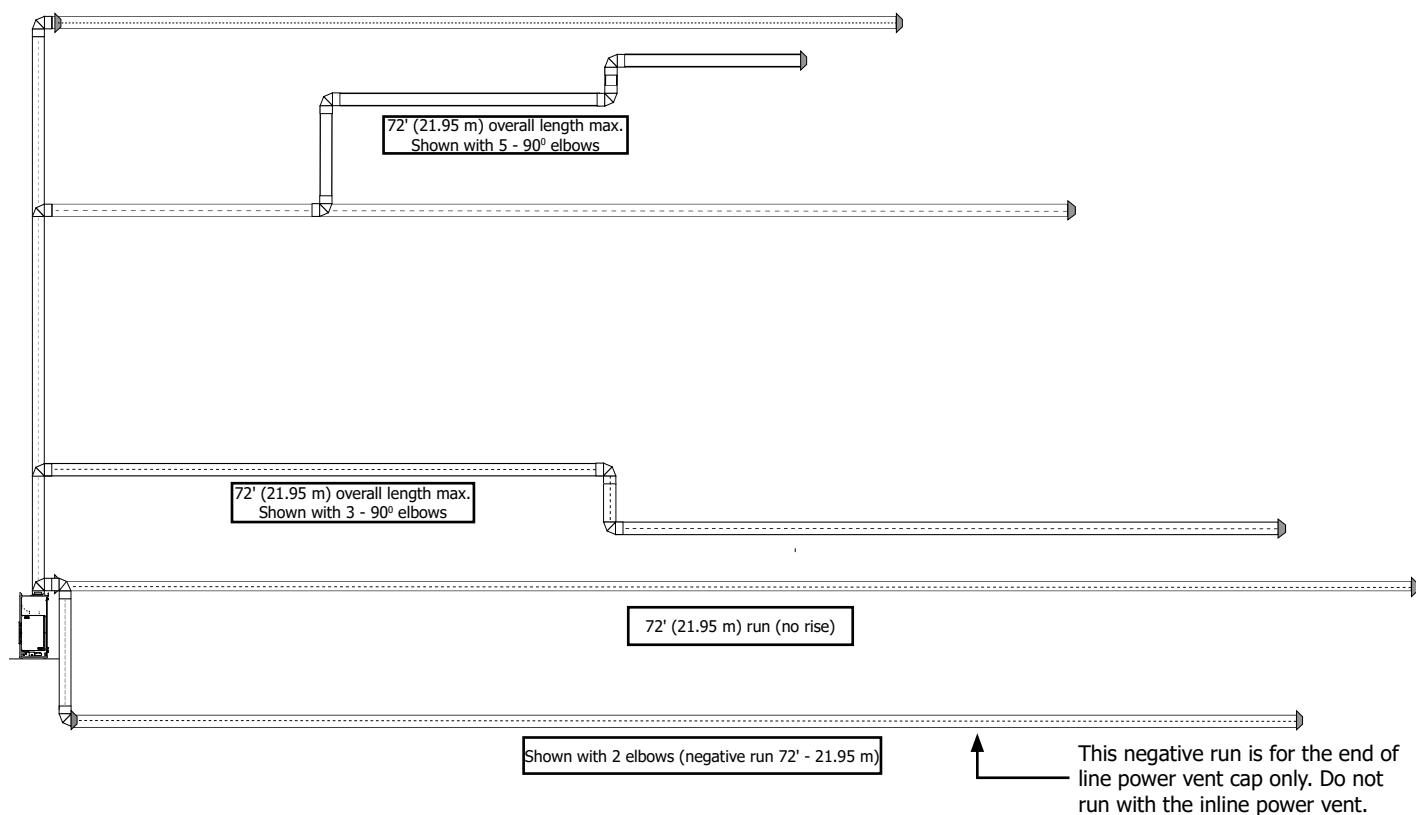 72' (21.95 m) overall length max.
Shown with 5 - 90⁰ elbows
72' (21.95 m) overall length max.
Shown with 3 - 90⁰ elbows
72' (21.95 m) run (no rise)
Shown with 2 elbows (negative run 72' - 21.95 m)
This negative run is for the end of
line power vent cap only. Do not
run with the inline power vent.